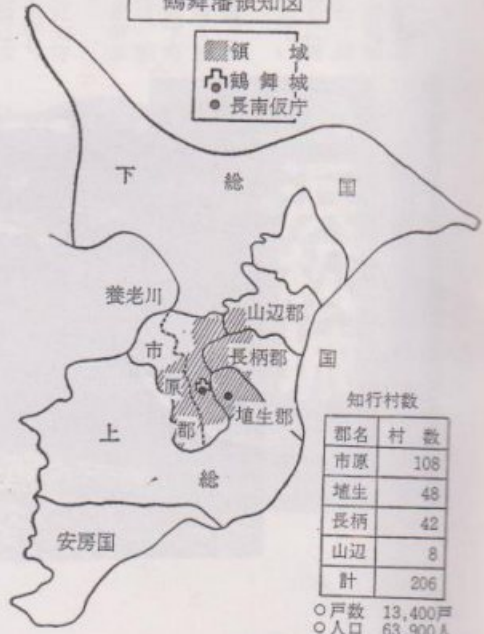 鶴舞藩領知図
領域
鶴舞城
長南仮庁
下総国
養老川
山辺郡
市原郡
長柄郡
埴生郡
上総国
安房国
知行村数
郡名 村数
市原 108
埴生 48
長柄 42
山辺 8
計 206
○戸数 13,400戸
○人口 63,900人